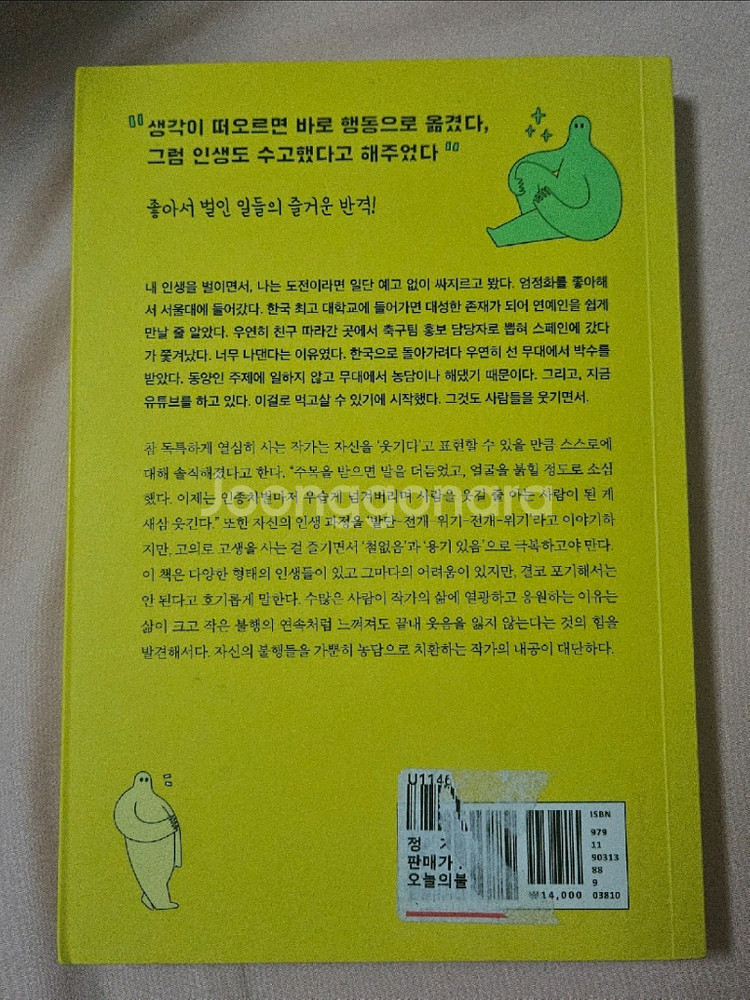 "생각이 떠오르면 바로 행동으로 옮겼다,
그럼 인생도 수고했다고 해주었다"
좋아서 벌인 일들의 즐거운 반격!
내 인생을 벌이면서, 나는 도전이라면 일단 예고 없이 싸지르고 봤다. 엄정화를 좋아해
서 서울대에 들어갔다. 한국 최고 대학교에 들어가면 대성한 존재가 되어 연예인을 쉽게
만날 줄 알았다. 우연히 친구 따라간 곳에서 축구팀 홍보 담당자로 뽑혀 스페인에 갔다
가 쫓겨났다. 너무 나댄다는 이유였다. 한국으로 돌아가려다 우연히 선 무대에서 박수를
받았다. 동양인 주제에 일하지 않고 무대에서 농담이나 해댔기 때문이다. 그리고, 지금
유튜브를 하고 있다. 이걸로 먹고살 수 있기에 시작했다. 그것도 사람들을 웃기면서.
참 독특하게 열심히 사는 작가는 자신을 '웃기다'고 표현할 수 있을 만큼 스스로에
대해 솔직해졌다고 한다. "주목을 받으면 말을 더듬었고, 얼굴을 붉힐 정도로 소심
했다. 이제는 인종차별마저 우습게 넘겨버리며 사람을 웃길 줄 아는 사람이 된 게
새삼 웃긴다." 또한 자신의 인생 과정을 '발단-전개-위기-전개-위기'라고 이야기하
지만, 고의로 고생을 사는 걸 즐기면서 '철없음'과 '용기 있음'으로 극복하고야 만다.
이 책은 다양한 형태의 인생들이 있고 그마다의 어려움이 있지만, 결코 포기해서는
안 된다고 호기롭게 말한다. 수많은 사람이 작가의 삶에 열광하고 응원하는 이유는
삶이 크고 작은 불행의 연속처럼 느껴져도 끝내 웃음을 잃지 않는다는 것의 힘을
발견해서다. 자신의 불행들을 가뿐히 농담으로 치환하는 작가의 내공이 대단하다.
Joonggonara
U1146
정 가
판매가
오늘의불
ISBN
979
11
90313
88
9
03810
₩14,000